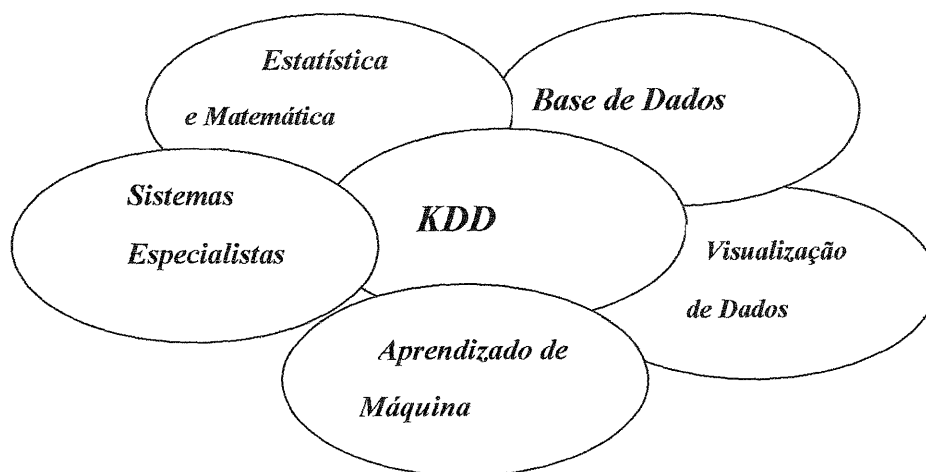 Estatística
e Matemática
Base de Dados
Sistemas
Especialistas
KDD
Visualização
de Dados
Aprendizado de
Máquina